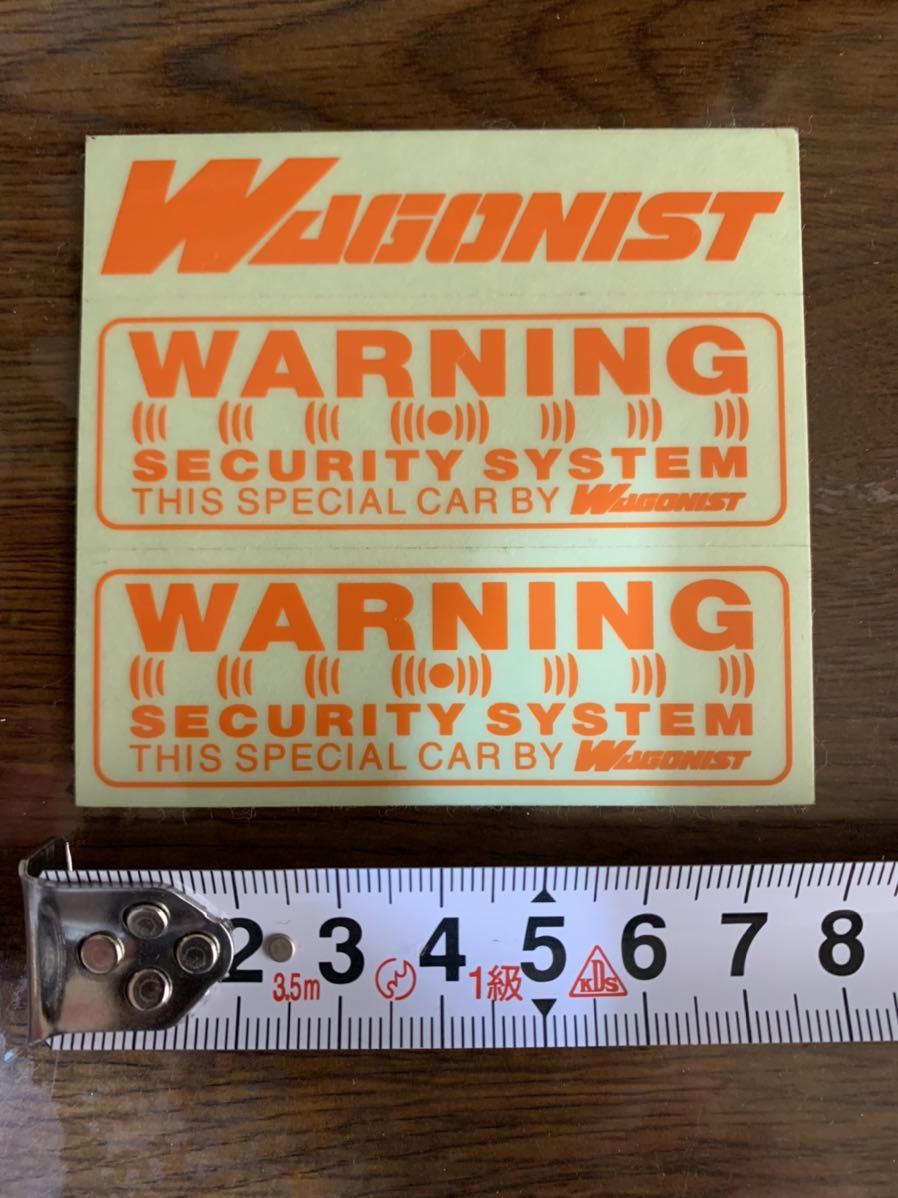 WAGONIST
WARNING
SECURITY SYSTEM
THIS SPECIAL CAR BY WAGONIST
WARNING
SECURITY SYSTEM
THIS SPECIAL CAR BY WAGONIST
2 3 4 5 6 7 8
3.5m 1級 KDS